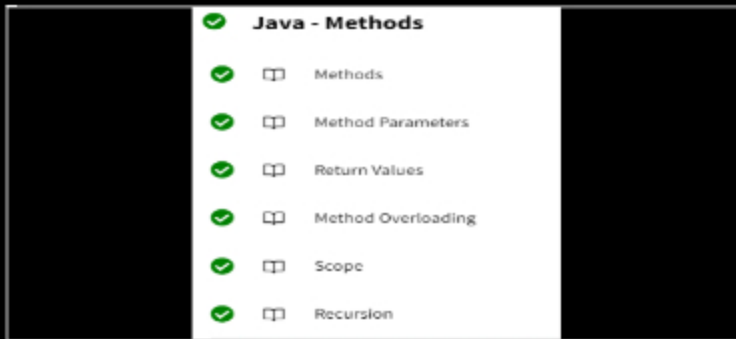 Java - Methods
Methods
Method Parameters
Return Values
Method Overloading
Scope
Recursion